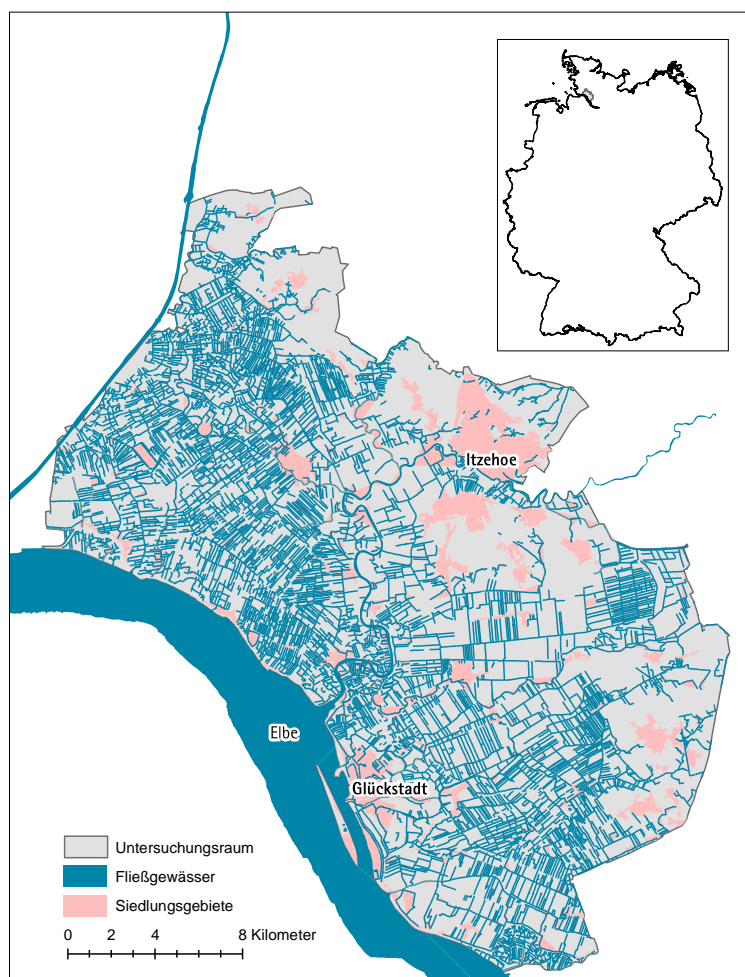 Itzehoe
Elbe
Glückstadt
Untersuchungsraum
Fließgewässer
Siedlungsgebiete
0 2 4 8 Kilometer